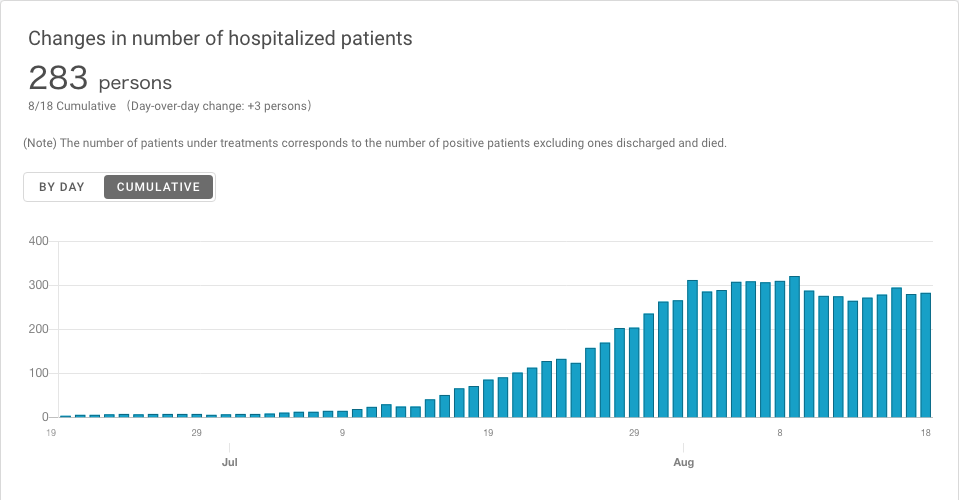 Changes in number of hospitalized patients
283 persons
8/18 Cumulative (Day-over-day change: +3 persons)
(Note) The number of patients under treatments corresponds to the number of positive patients excluding ones discharged and died.
BY DAY CUMULATIVE
400
300
200
100
0
19 29 9 19 29 8 18
Jul Aug